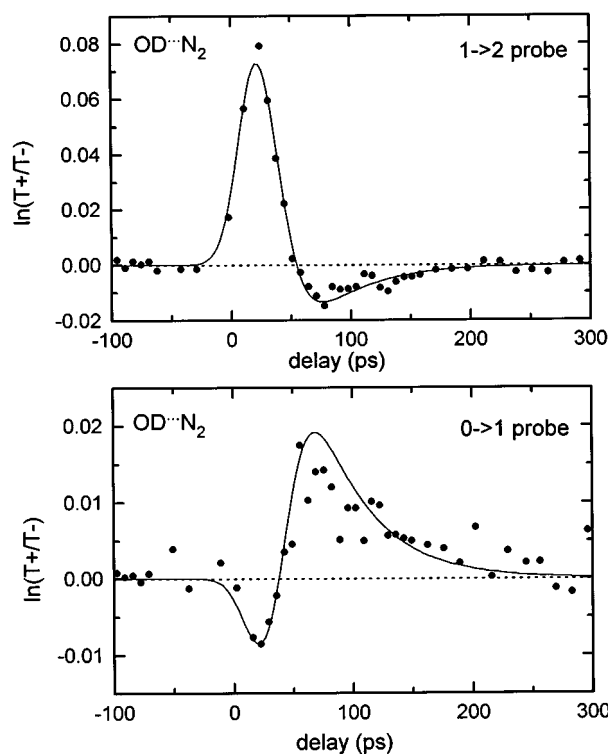 OD···N₂ 1->2 probe
0.08
0.06
0.04
0.02
0.00
-0.02
ln(T+/T-)
-100 0 100 200 300
delay (ps)
OD···N₂ 0->1 probe
0.02
0.01
0.00
-0.01
ln(T+/T-)
-100 0 100 200 300
delay (ps)